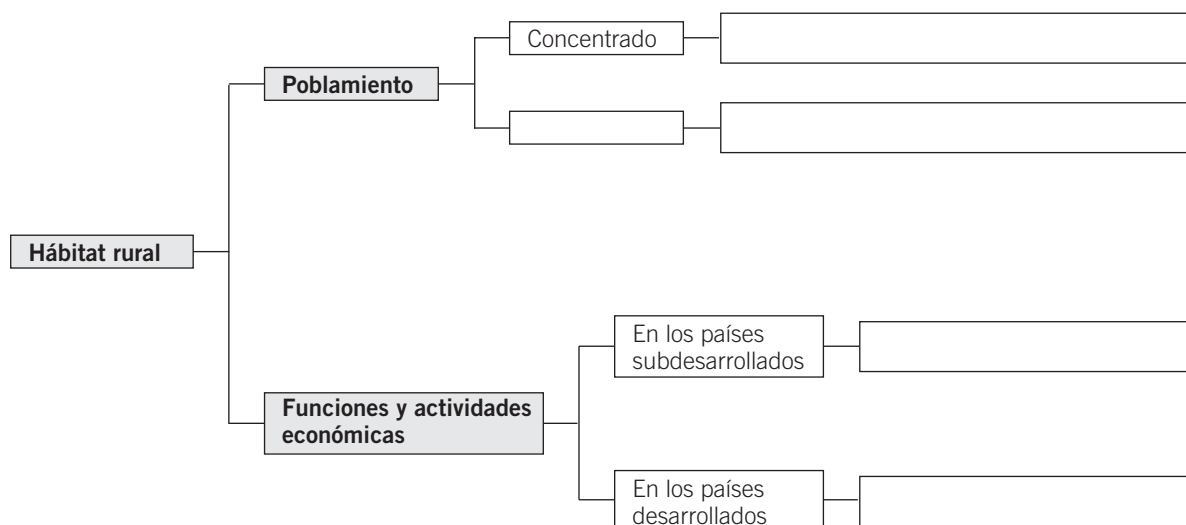 Concentrado
Poblamiento
Hábitat rural
En los países
subdesarrollados
Funciones y actividades
económicas
En los países
desarrollados